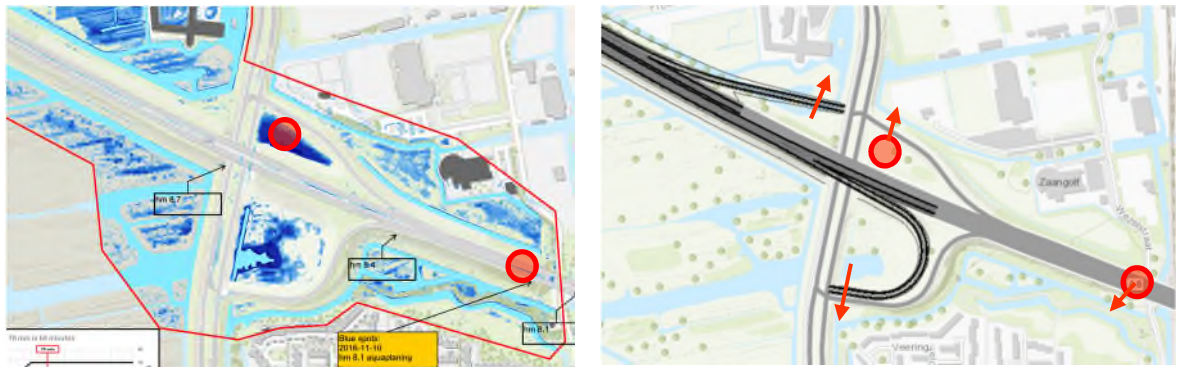 hm 8.7
hm 8.4
hm 8.1
Blue spots:
2016-11-10
hm 8.1 aquaplaning
Zaangolf
Wezelstraat
Veering